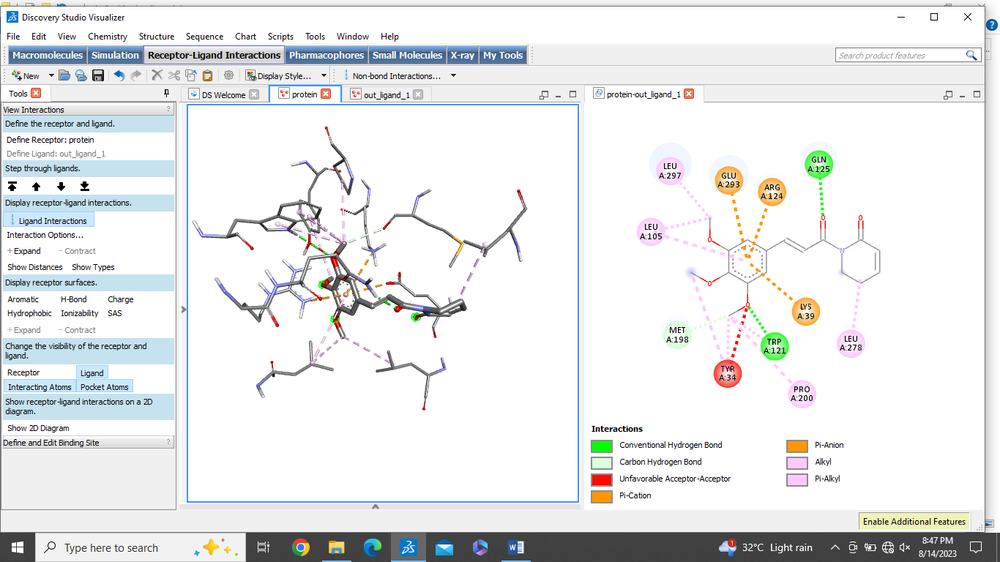 Discovery Studio Visualizer
File Edit View Chemistry Structure Sequence Chart Scripts Tools Window Help
Macromolecules Simulation Receptor-Ligand Interactions Pharmacophores Small Molecules X-ray My Tools
Search product features
New Display Style... Non-bond Interactions...
Tools
DS Welcome protein out_ligand_1
protein-out_ligand_1
View Interactions ?
Define the receptor and ligand.
Define Receptor: protein
Define Ligand: out_ligand_1
Step through ligands.
Display receptor-ligand interactions.
Ligand Interactions
Interaction Options...
+ Expand − Contract
Show Distances Show Types
Display receptor surfaces.
Aromatic H-Bond Charge
Hydrophobic Ionizability SAS
+ Expand − Contract
Change the visibility of the receptor and
ligand.
Receptor Ligand
Interacting Atoms Pocket Atoms
Show receptor-ligand interactions on a 2D
diagram.
Show 2D Diagram
Define and Edit Binding Site ?
LEU
A:297
GLU
A:293
ARG
A:124
GLN
A:125
LEU
A:105
O
O
O
N
O
O
LYS
A:39
MET
A:198
TRP
A:121
LEU
A:278
TYR
A:34
PRO
A:200
Interactions
Conventional Hydrogen Bond
Carbon Hydrogen Bond
Unfavorable Acceptor-Acceptor
Pi-Cation
Pi-Anion
Alkyl
Pi-Alkyl
Enable Additional Features
Type here to search
1
32°C Light rain
8:47 PM
8/14/2023